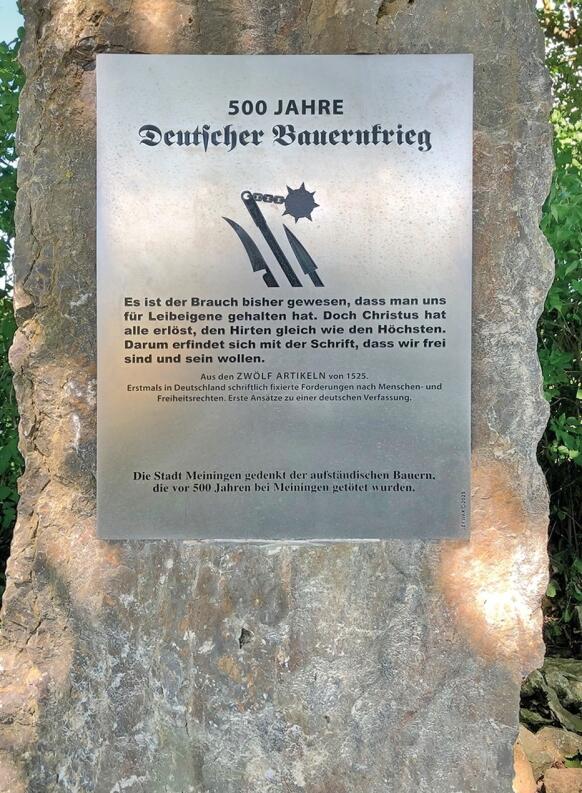 500 JAHRE
Deutscher Bauernkrieg
Es ist der Brauch bisher gewesen, dass man uns
für Leibeigene gehalten hat. Doch Christus hat
alle erlöst, den Hirten gleich wie den Höchsten.
Darum erfindet sich mit der Schrift, dass wir frei
sind und sein wollen.
Aus den ZWÖLF ARTIKELN von 1525.
Erstmals in Deutschland schriftlich fixierte Forderungen nach Menschen- und
Freiheitsrechten. Erste Ansätze zu einer deutschen Verfassung.
Die Stadt Meiningen gedenkt der aufständischen Bauern,
die vor 500 Jahren bei Meiningen getötet wurden.